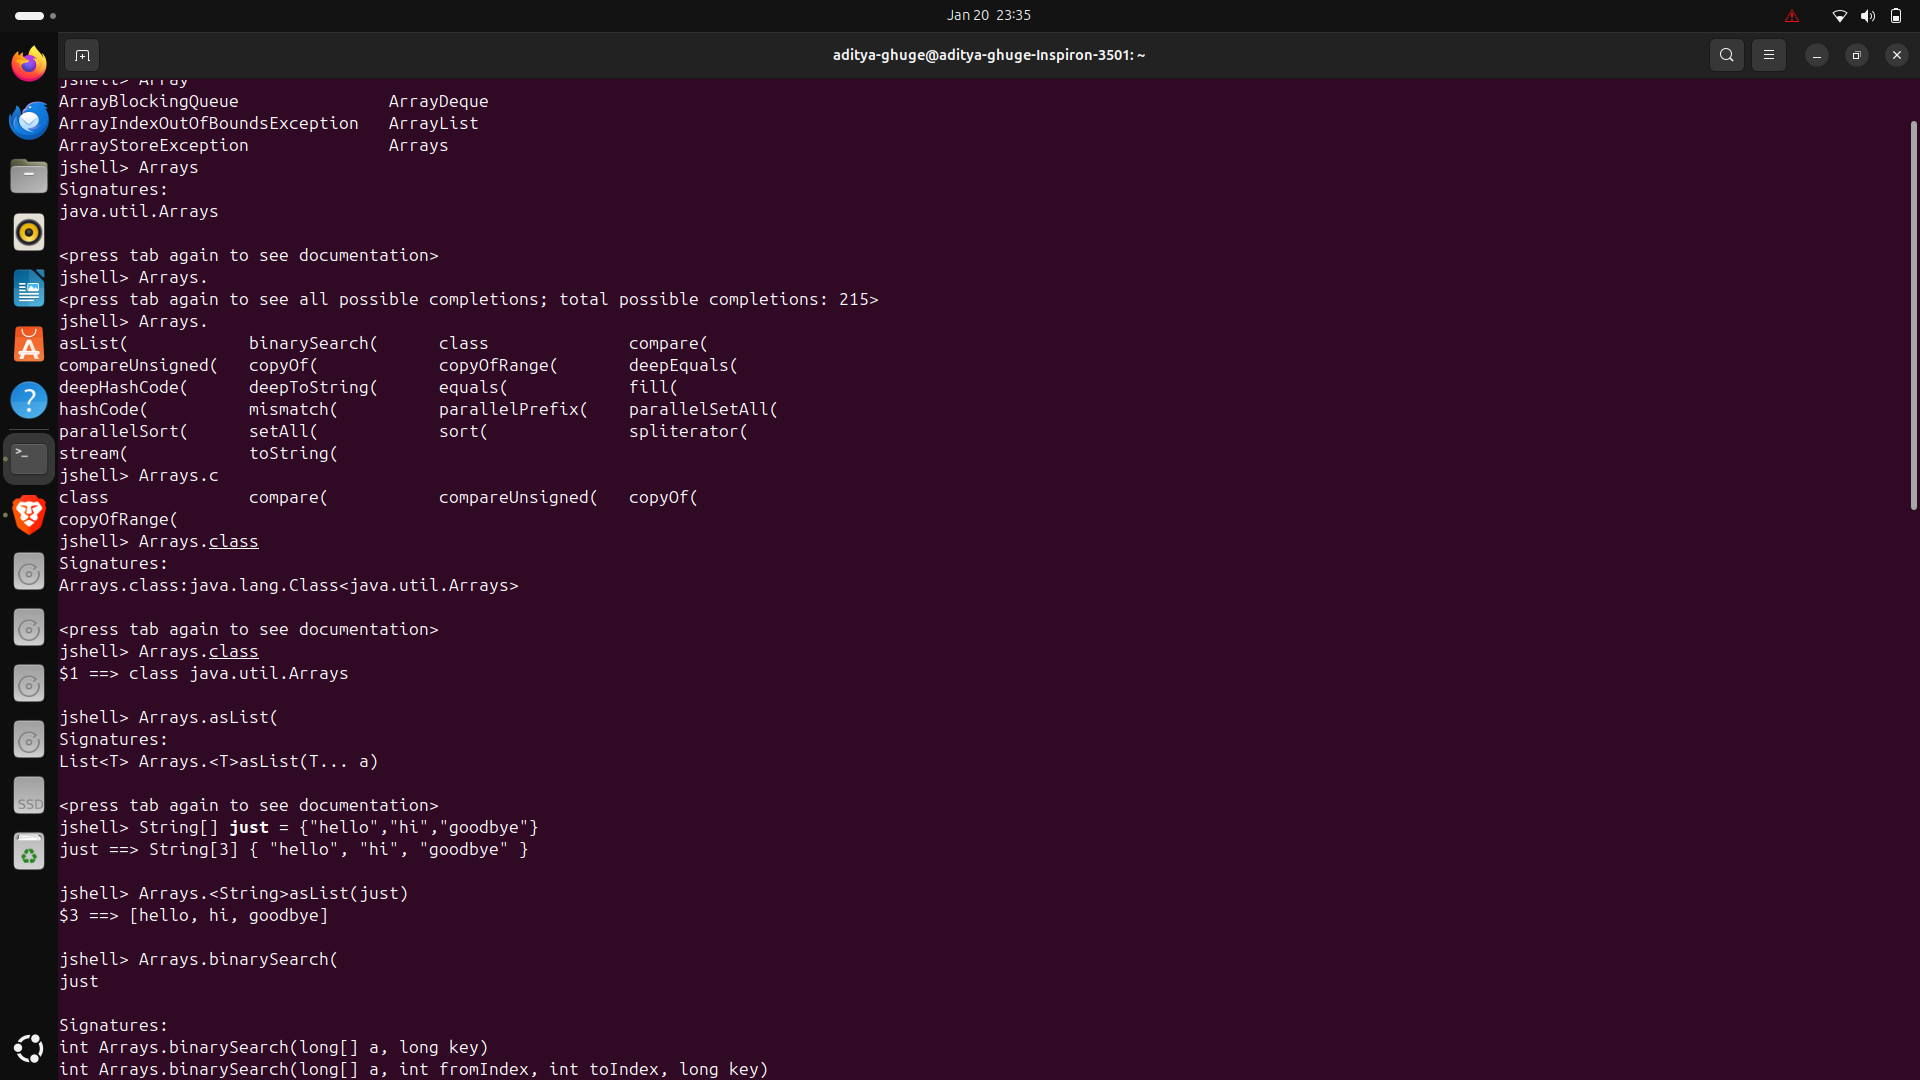 Jan 20 23:35
aditya-ghuge@aditya-ghuge-Inspiron-3501: ~
jshell> Array
ArrayBlockingQueue ArrayDeque
ArrayIndexOutOfBoundsException ArrayList
ArrayStoreException Arrays
jshell> Arrays
Signatures:
java.util.Arrays
<press tab again to see documentation>
jshell> Arrays.
<press tab again to see all possible completions; total possible completions: 215>
jshell> Arrays.
asList( binarySearch( class compare(
compareUnsigned( copyOf( copyOfRange( deepEquals(
deepHashCode( deepToString( equals( fill(
hashCode( mismatch( parallelPrefix( parallelSetAll(
parallelSort( setAll( sort( spliterator(
stream( toString(
jshell> Arrays.c
class compare( compareUnsigned( copyOf(
copyOfRange(
jshell> Arrays.class
Signatures:
Arrays.class:java.lang.Class<java.util.Arrays>
<press tab again to see documentation>
jshell> Arrays.class
$1 ==> class java.util.Arrays
jshell> Arrays.asList(
Signatures:
List<T> Arrays.<T>asList(T... a)
<press tab again to see documentation>
jshell> String[] just = {"hello","hi","goodbye"}
just ==> String[3] { "hello", "hi", "goodbye" }
jshell> Arrays.<String>asList(just)
$3 ==> [hello, hi, goodbye]
jshell> Arrays.binarySearch(
just
Signatures:
int Arrays.binarySearch(long[] a, long key)
int Arrays.binarySearch(long[] a, int fromIndex, int toIndex, long key)
SSD